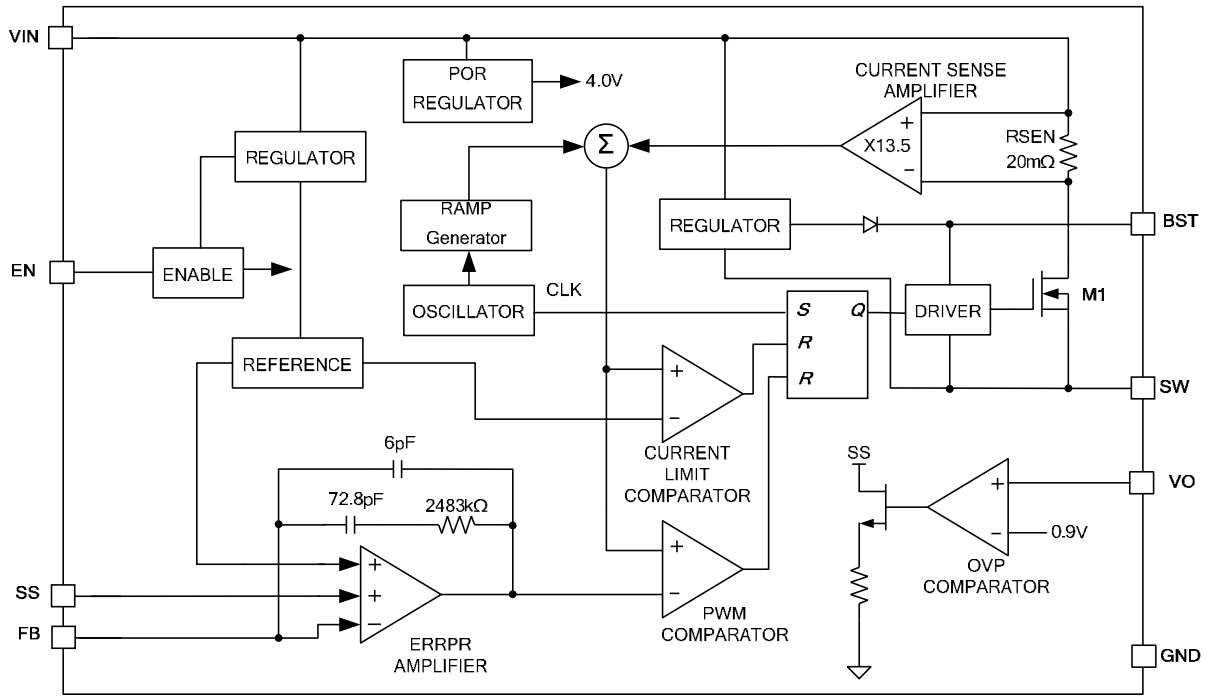 VIN
POR
REGULATOR
4.0V
CURRENT SENSE
AMPLIFIER
+
X13.5
−
RSEN
20mΩ
Σ
REGULATOR
RAMP
Generator
REGULATOR
BST
EN
ENABLE
OSCILLATOR
CLK
S
Q
R
R
DRIVER
M1
REFERENCE
+
−
CURRENT
LIMIT
COMPARATOR
SW
6pF
72.8pF
2483kΩ
SS
+
−
0.9V
VO
OVP
COMPARATOR
+
−
PWM
COMPARATOR
+
+
−
SS
FB
ERRPR
AMPLIFIER
GND